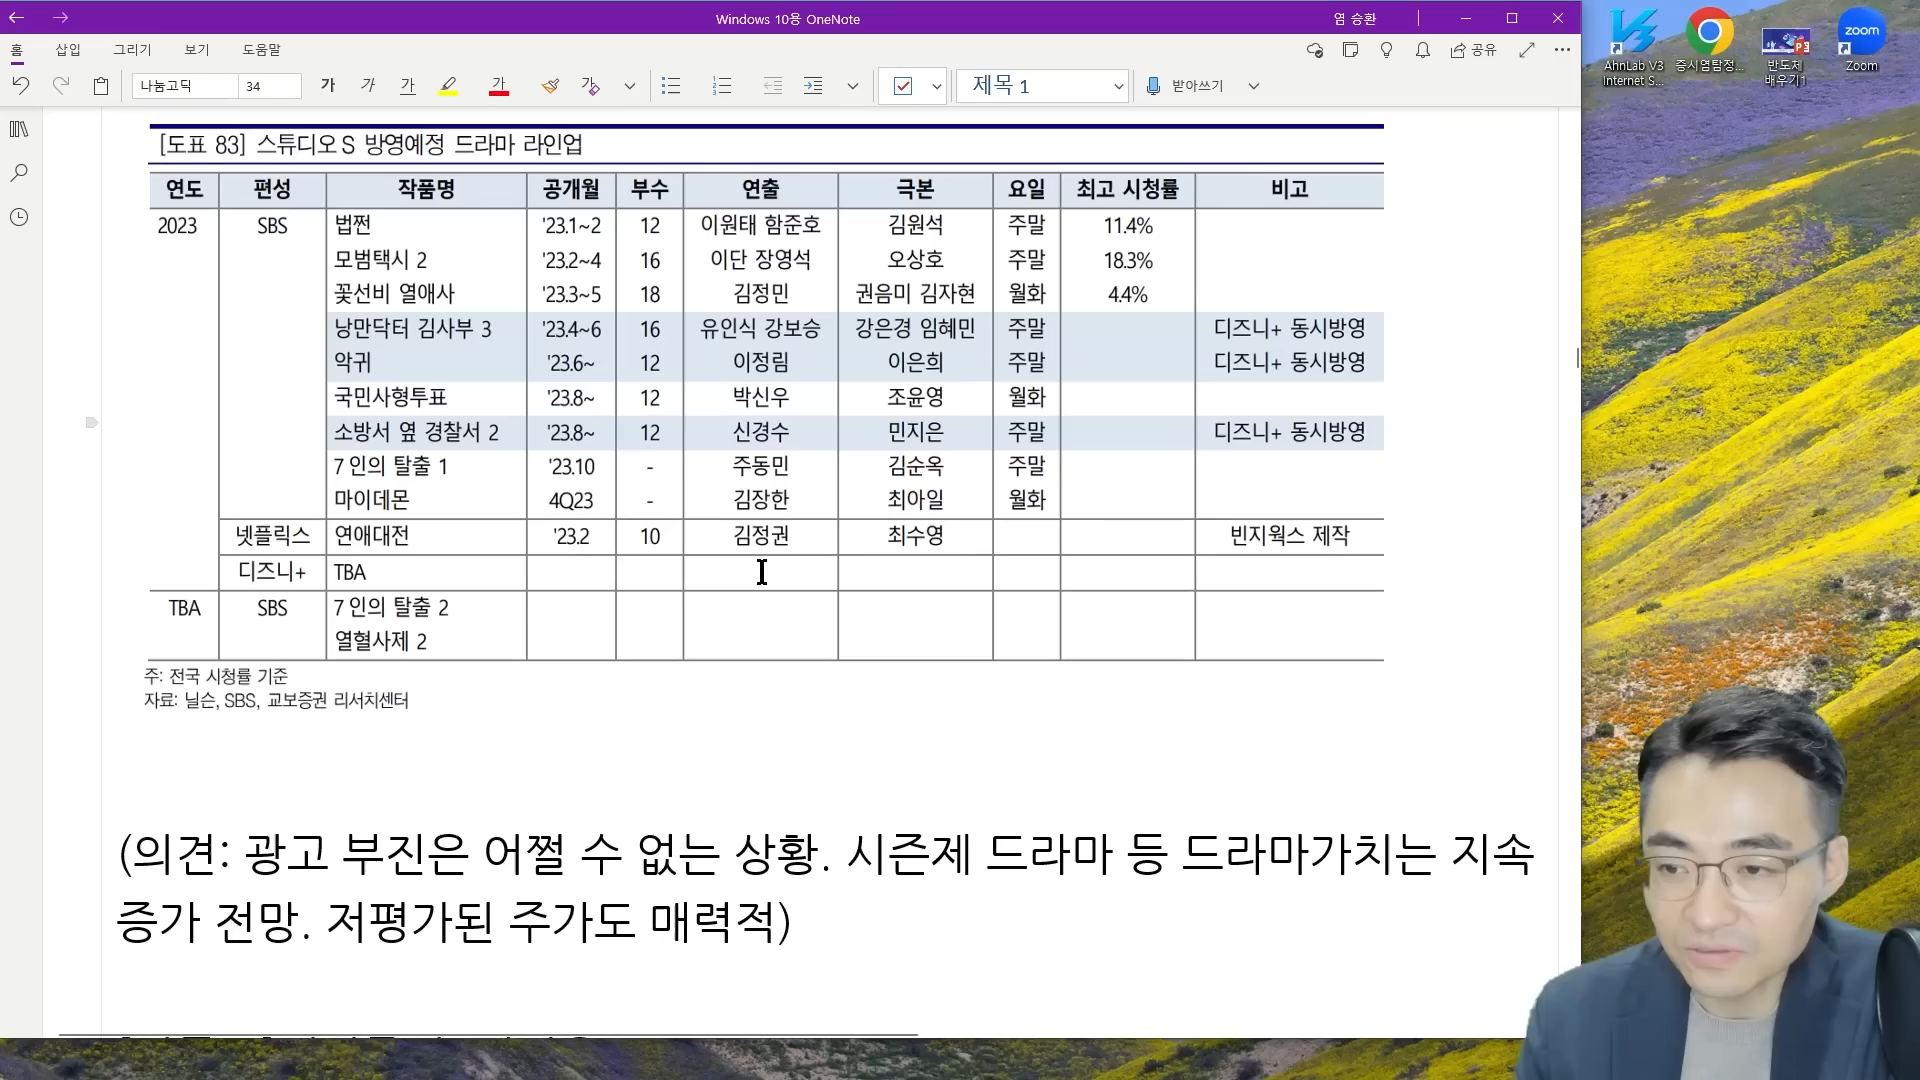 Windows 10용 OneNote
염 승환
홈 삽입 그리기 보기 도움말
공유
나눔고딕 34 가 가 가 가 가 제목 1 받아쓰기
AhnLab V3 Internet S...
증시염탐정...
반도체 배우기1
zoom
Zoom
[도표 83] 스튜디오S 방영예정 드라마 라인업
연도 편성 작품명 공개월 부수 연출 극본 요일 최고 시청률 비고
2023 SBS 법쩐 '23.1~2 12 이원태 함준호 김원석 주말 11.4%
모범택시 2 '23.2~4 16 이단 장영석 오상호 주말 18.3%
꽃선비 열애사 '23.3~5 18 김정민 권음미 김자현 월화 4.4%
낭만닥터 김사부 3 '23.4~6 16 유인식 강보승 강은경 임혜민 주말 디즈니+ 동시방영
악귀 '23.6~ 12 이정림 이은희 주말 디즈니+ 동시방영
국민사형투표 '23.8~ 12 박신우 조윤영 월화
소방서 옆 경찰서 2 '23.8~ 12 신경수 민지은 주말 디즈니+ 동시방영
7인의 탈출 1 '23.10 - 주동민 김순옥 주말
마이데몬 4Q23 - 김장한 최아일 월화
넷플릭스 연애대전 '23.2 10 김정권 최수영 빈지웍스 제작
디즈니+ TBA
TBA SBS 7인의 탈출 2
열혈사제 2
주: 전국 시청률 기준
자료: 닐슨, SBS, 교보증권 리서치센터
(의견: 광고 부진은 어쩔 수 없는 상황. 시즌제 드라마 등 드라마가치는 지속
증가 전망. 저평가된 주가도 매력적)